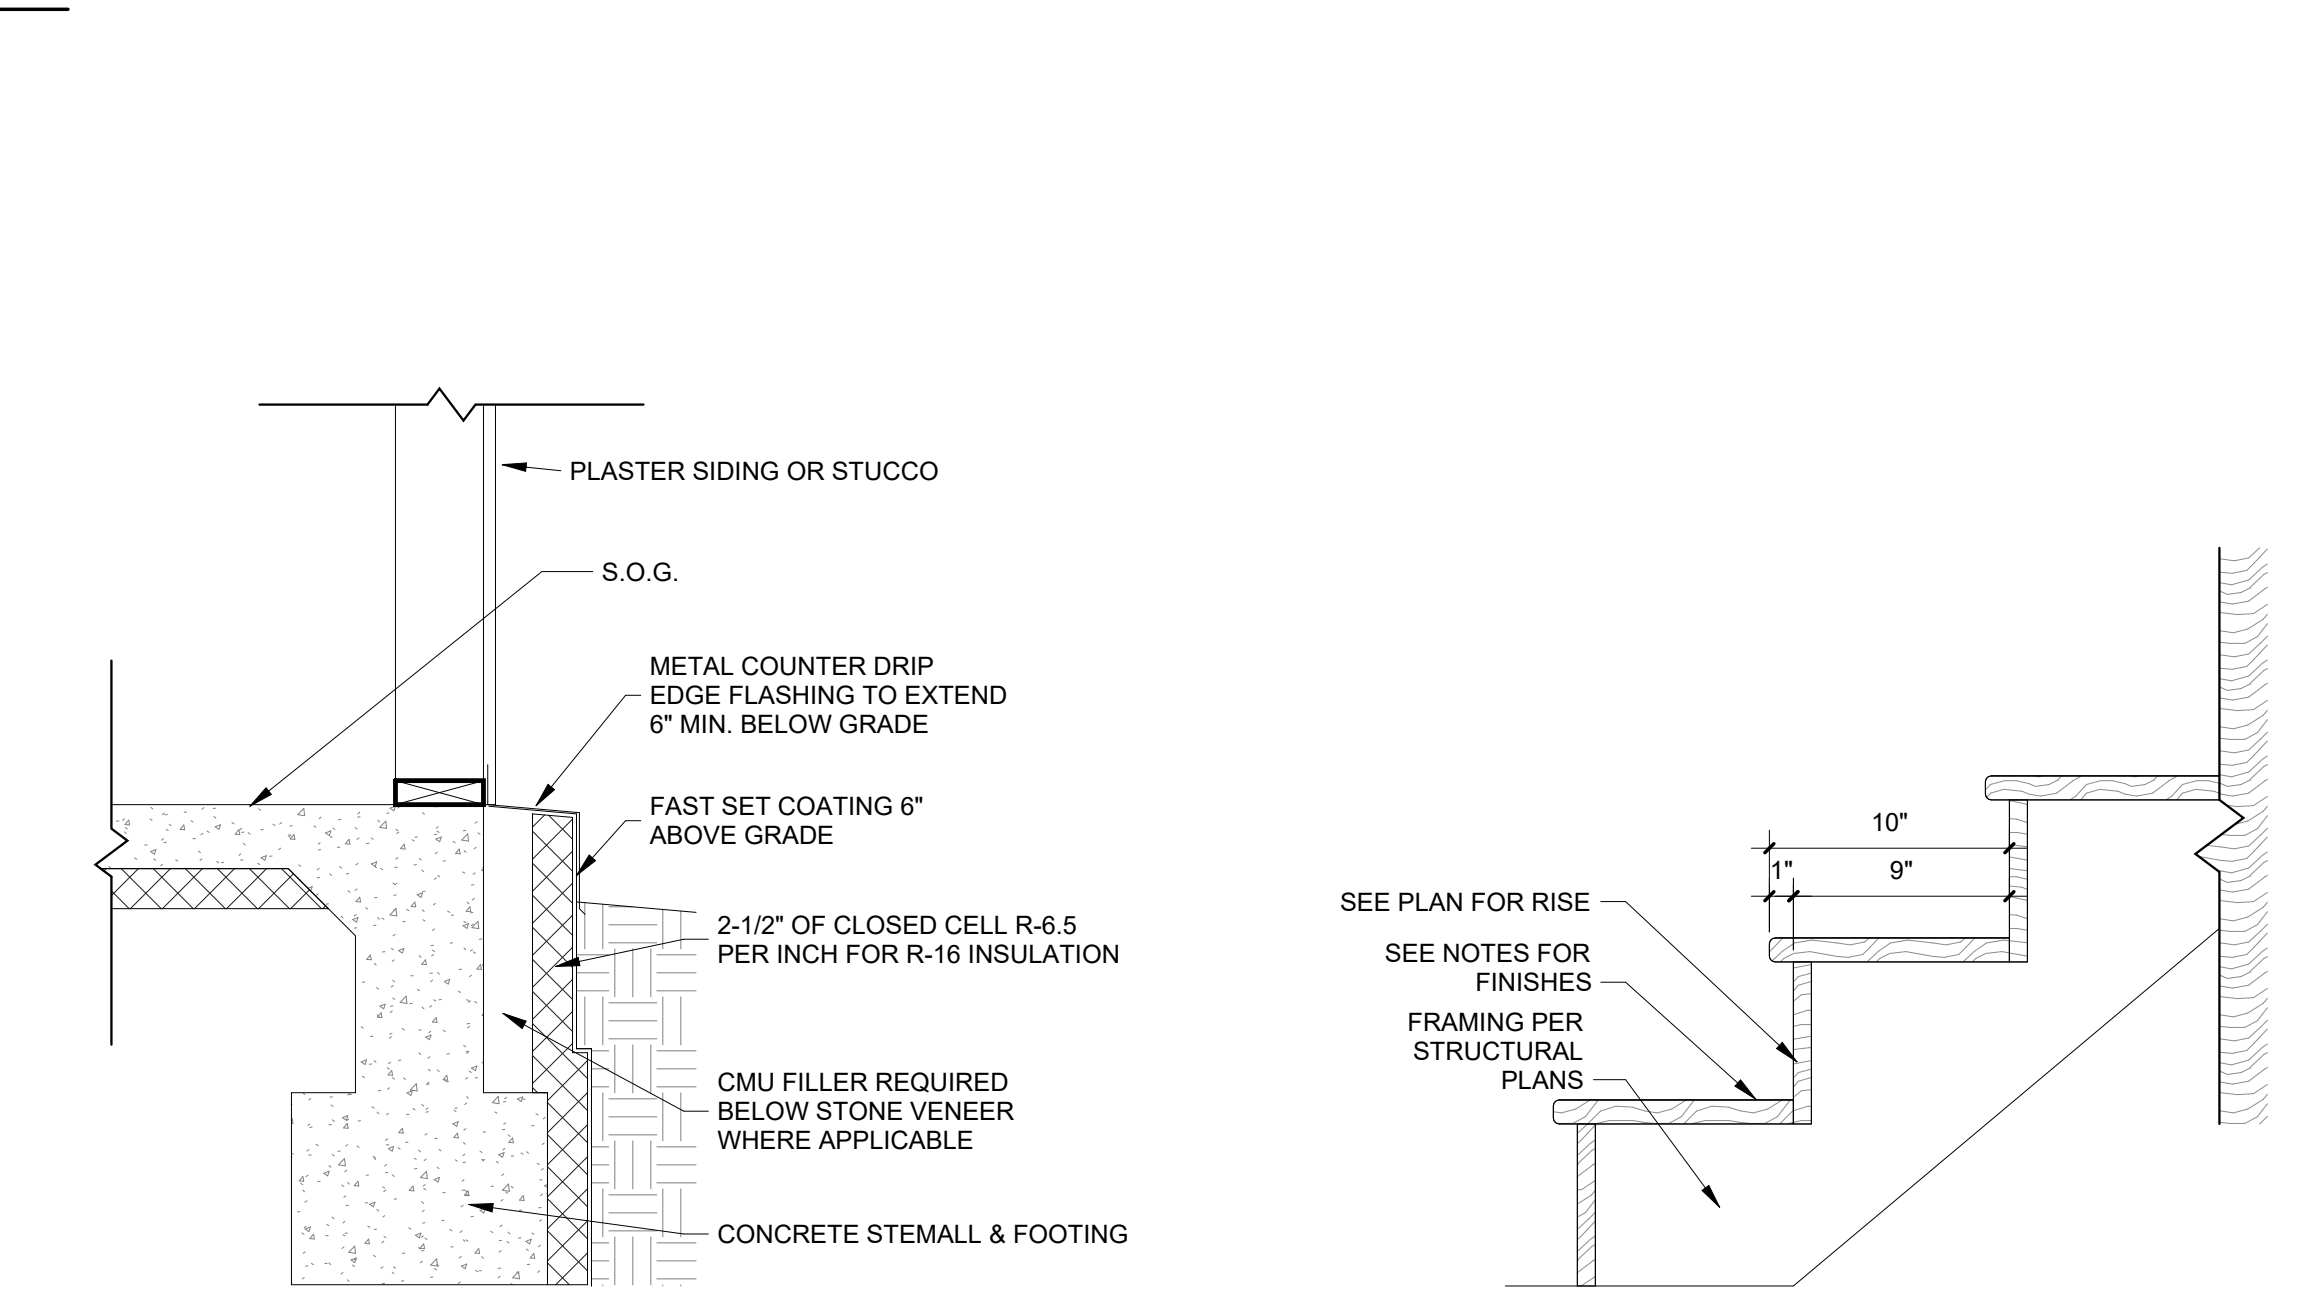 PLASTER SIDING OR STUCCO
S.O.G.
METAL COUNTER DRIP
EDGE FLASHING TO EXTEND
6" MIN. BELOW GRADE
FAST SET COATING 6"
ABOVE GRADE
2-1/2" OF CLOSED CELL R-6.5
PER INCH FOR R-16 INSULATION
CMU FILLER REQUIRED
BELOW STONE VENEER
WHERE APPLICABLE
CONCRETE STEMALL & FOOTING
10"
1"
9"
SEE PLAN FOR RISE
SEE NOTES FOR
FINISHES
FRAMING PER
STRUCTURAL
PLANS